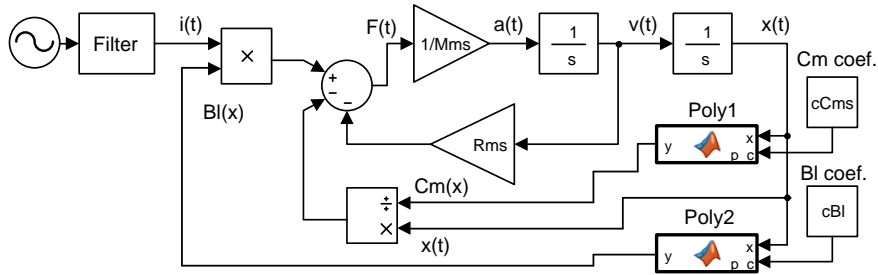 Filter
i(t)
×
Bl(x)
+
−
−
F(t)
1/Mms
a(t)
1
s
v(t)
1
s
x(t)
Rms
Cm coef.
cCms
Poly1
y
x
p c
Cm(x)
÷
×
x(t)
Bl coef.
cBl
Poly2
y
x
p c